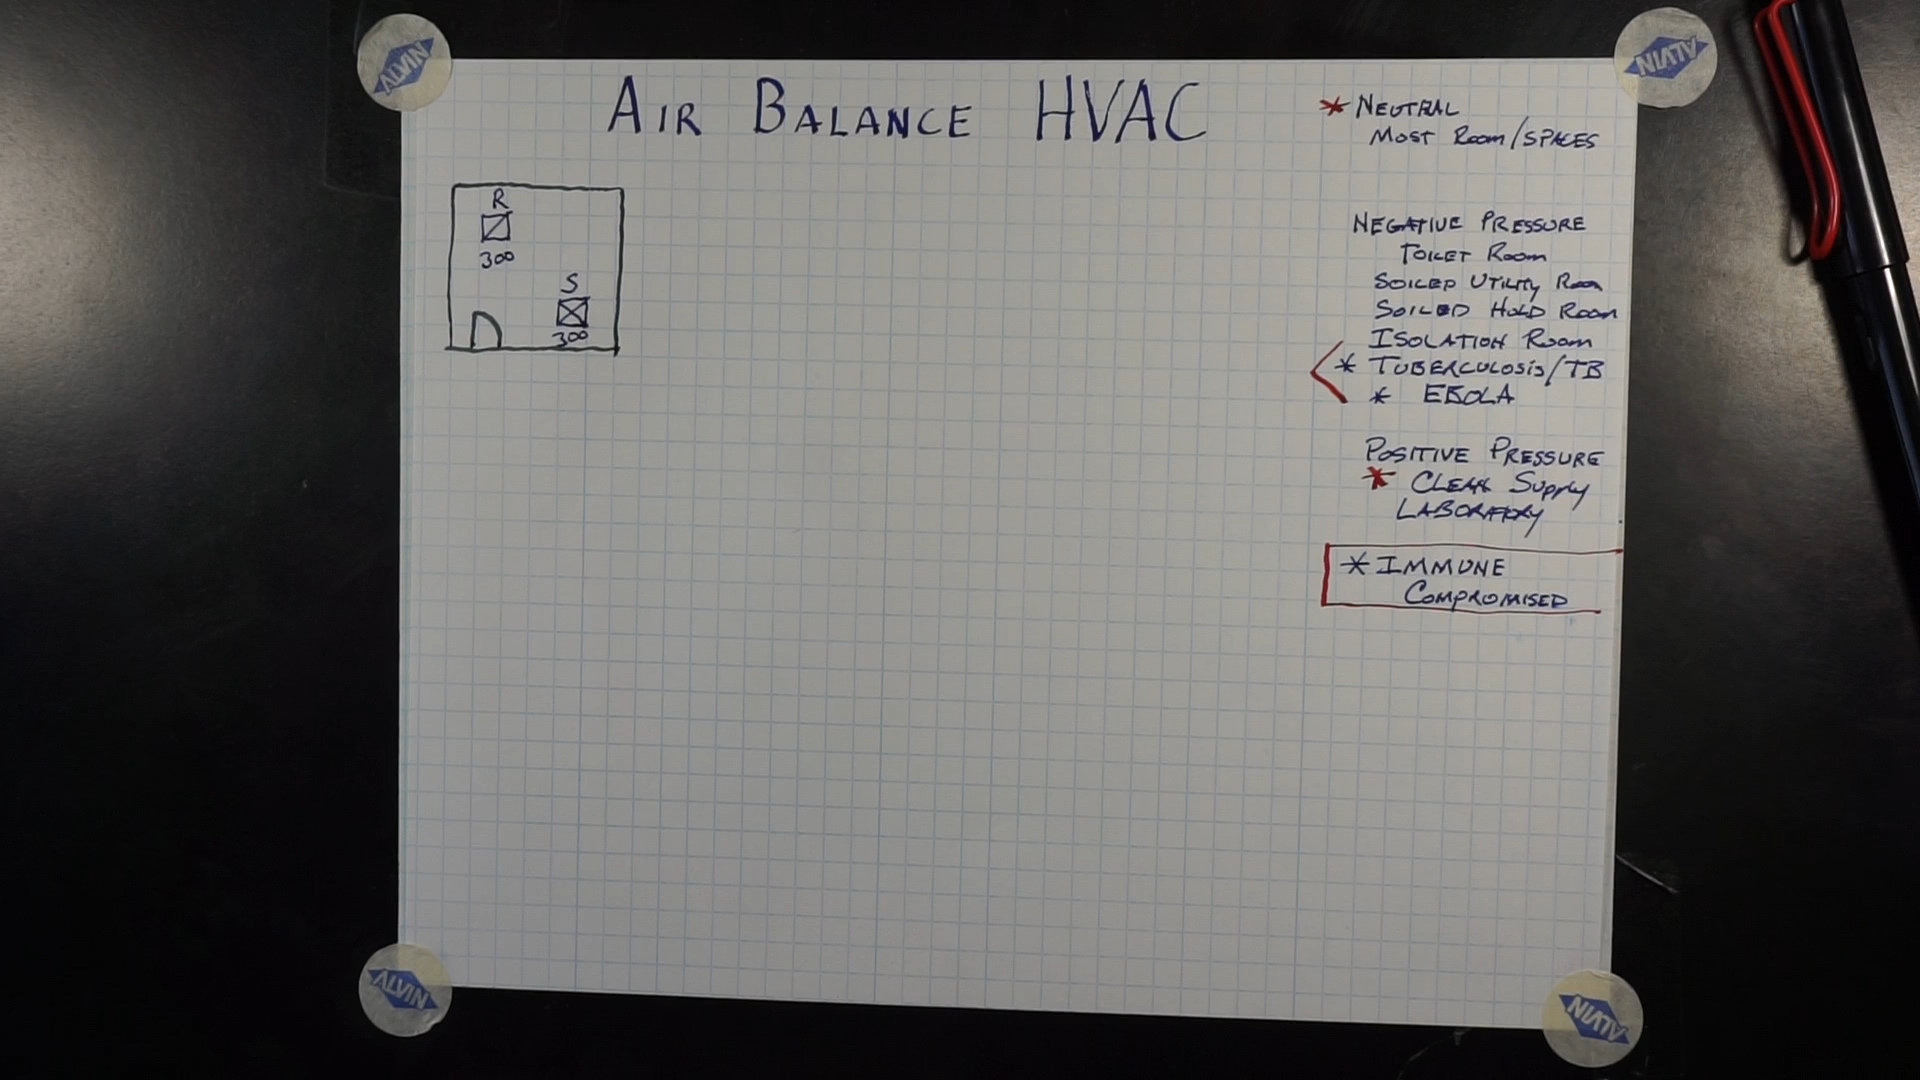 AIR BALANCE HVAC
R
300
S
300
* NEUTRAL
MOST ROOM/SPACES
NEGATIVE PRESSURE
TOILET ROOM
SOILED UTILITY ROOM
SOILED HOLD ROOM
ISOLATION ROOM
* TUBERCULOSIS/TB
* EBOLA
POSITIVE PRESSURE
* CLEAN SUPPLY
LABORATORY
* IMMUNE
COMPROMISED
ALVIN
ALVIN
ALVIN
ALVIN